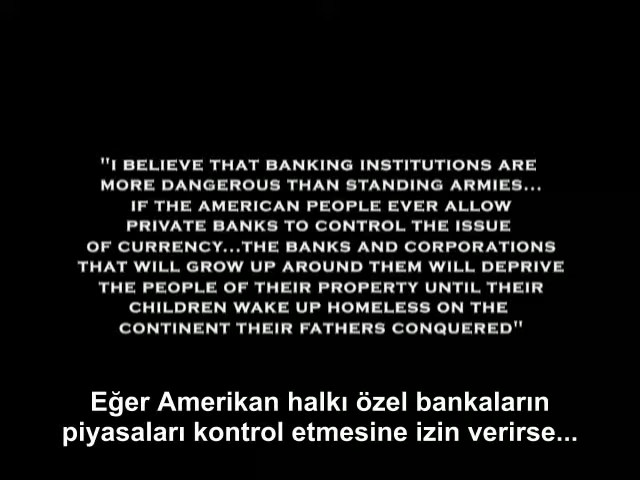 "I BELIEVE THAT BANKING INSTITUTIONS ARE
MORE DANGEROUS THAN STANDING ARMIES...
IF THE AMERICAN PEOPLE EVER ALLOW
PRIVATE BANKS TO CONTROL THE ISSUE
OF CURRENCY...THE BANKS AND CORPORATIONS
THAT WILL GROW UP AROUND THEM WILL DEPRIVE
THE PEOPLE OF THEIR PROPERTY UNTIL THEIR
CHILDREN WAKE UP HOMELESS ON THE
CONTINENT THEIR FATHERS CONQUERED"
Eğer Amerikan halkı özel bankaların
piyasaları kontrol etmesine izin verirse...